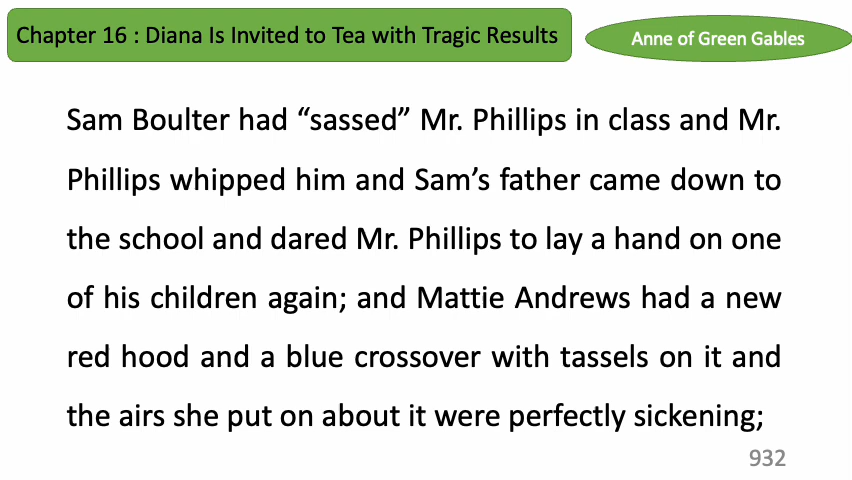 Chapter 16 : Diana Is Invited to Tea with Tragic Results
Anne of Green Gables
Sam Boulter had “sassed” Mr. Phillips in class and Mr.
Phillips whipped him and Sam’s father came down to
the school and dared Mr. Phillips to lay a hand on one
of his children again; and Mattie Andrews had a new
red hood and a blue crossover with tassels on it and
the airs she put on about it were perfectly sickening;
932